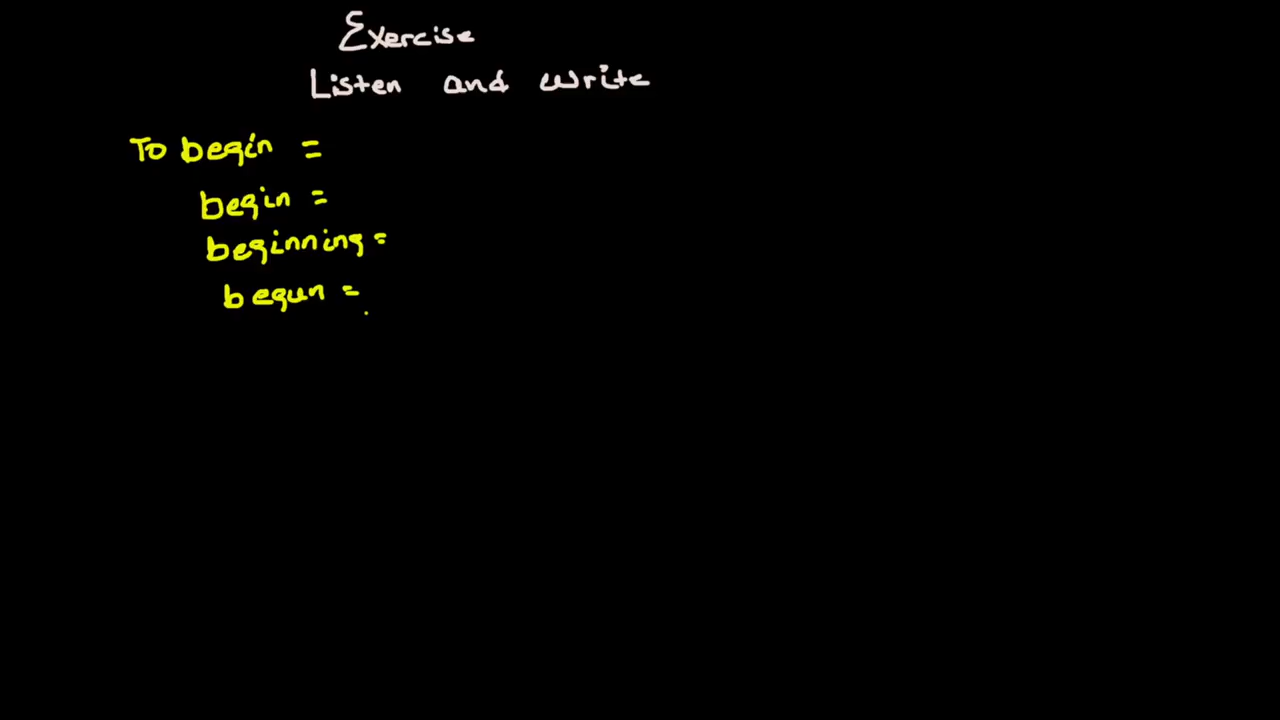 Exercise
Listen and write
To begin =
begin =
beginning =
begun =